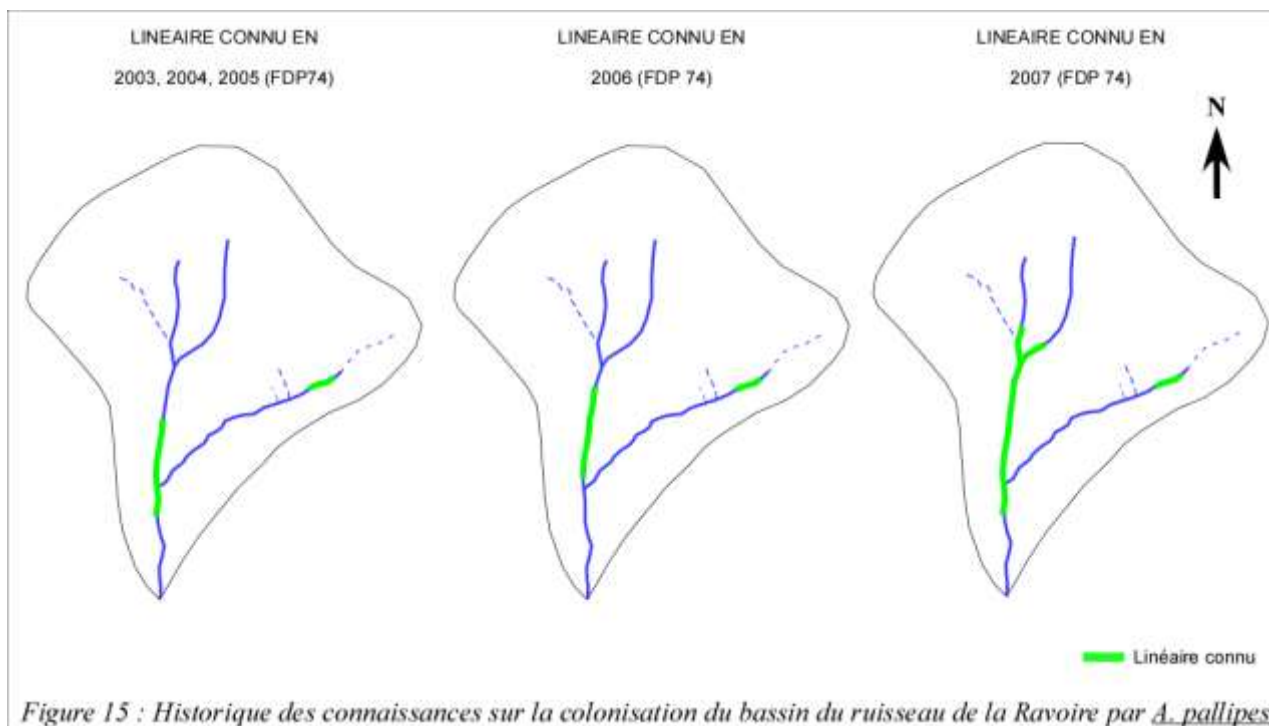 LINEAIRE CONNU EN
2003, 2004, 2005 (FDP74)
LINEAIRE CONNU EN
2006 (FDP 74)
LINEAIRE CONNU EN
2007 (FDP 74)
N
Linéaire connu
Figure 15 : Historique des connaissances sur la colonisation du bassin du ruisseau de la Ravoire par A. pallipes